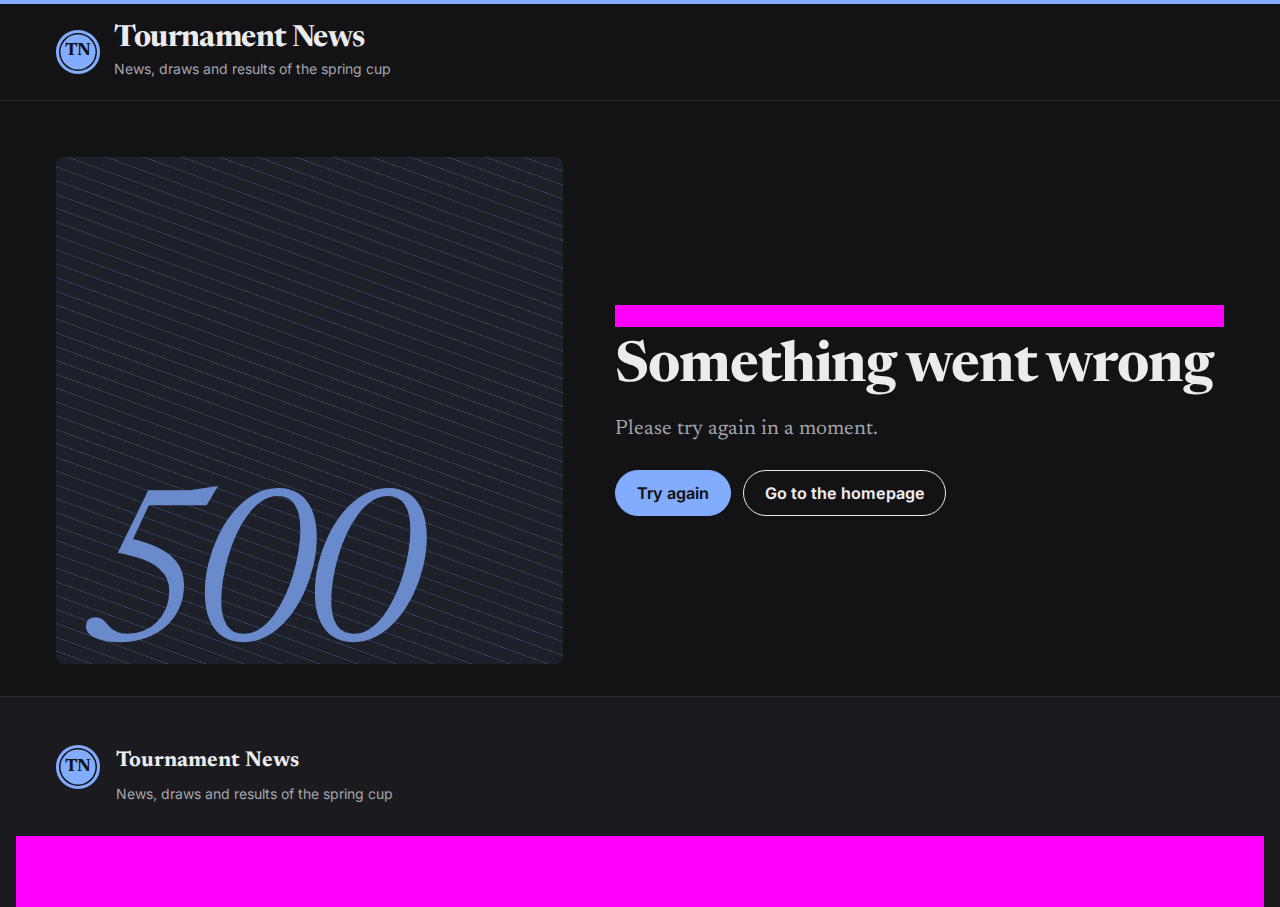 TN
Tournament News
News, draws and results of the spring cup
500
Something went wrong
Please try again in a moment.
Try again
Go to the homepage
TN
Tournament News
News, draws and results of the spring cup